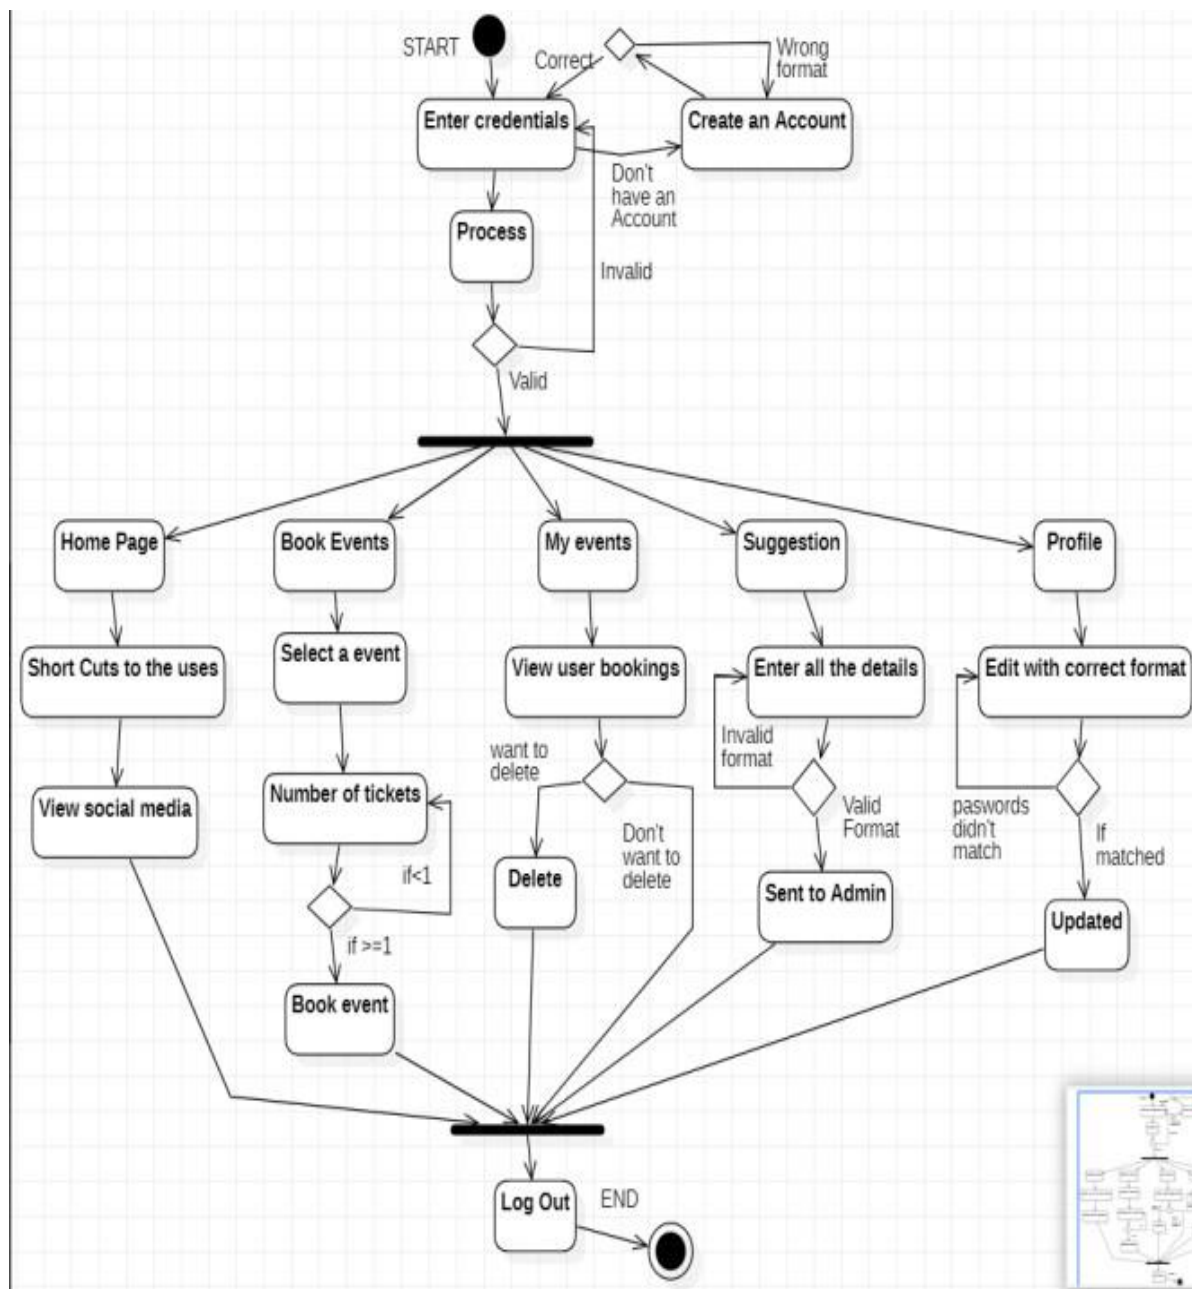 START
Correct
Wrong
format
Enter credentials
Create an Account
Don't
have an
Account
Process
Invalid
Valid
Home Page
Book Events
My events
Suggestion
Profile
Short Cuts to the uses
Select a event
View user bookings
Enter all the details
Edit with correct format
want to
delete
Invalid
format
View social media
Number of tickets
Don't
want to
delete
Valid
Format
paswords
didn't
match
If
matched
if<1
Delete
Sent to Admin
Updated
if >=1
Book event
Log Out
END